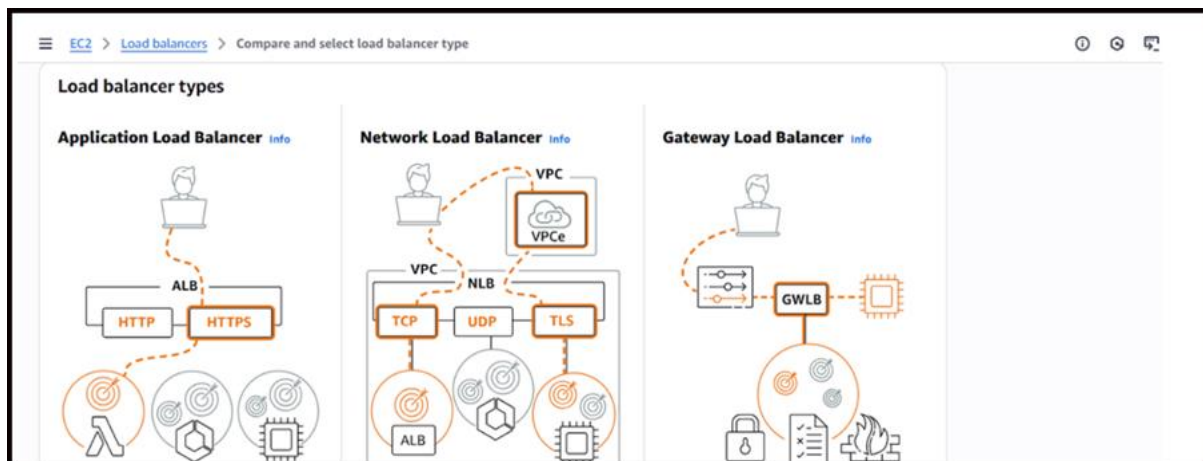 EC2 > Load balancers > Compare and select load balancer type
Load balancer types
Application Load Balancer Info
ALB
HTTP HTTPS
Network Load Balancer Info
VPC
VPCe
VPC
NLB
TCP UDP TLS
ALB
Gateway Load Balancer Info
GWLB